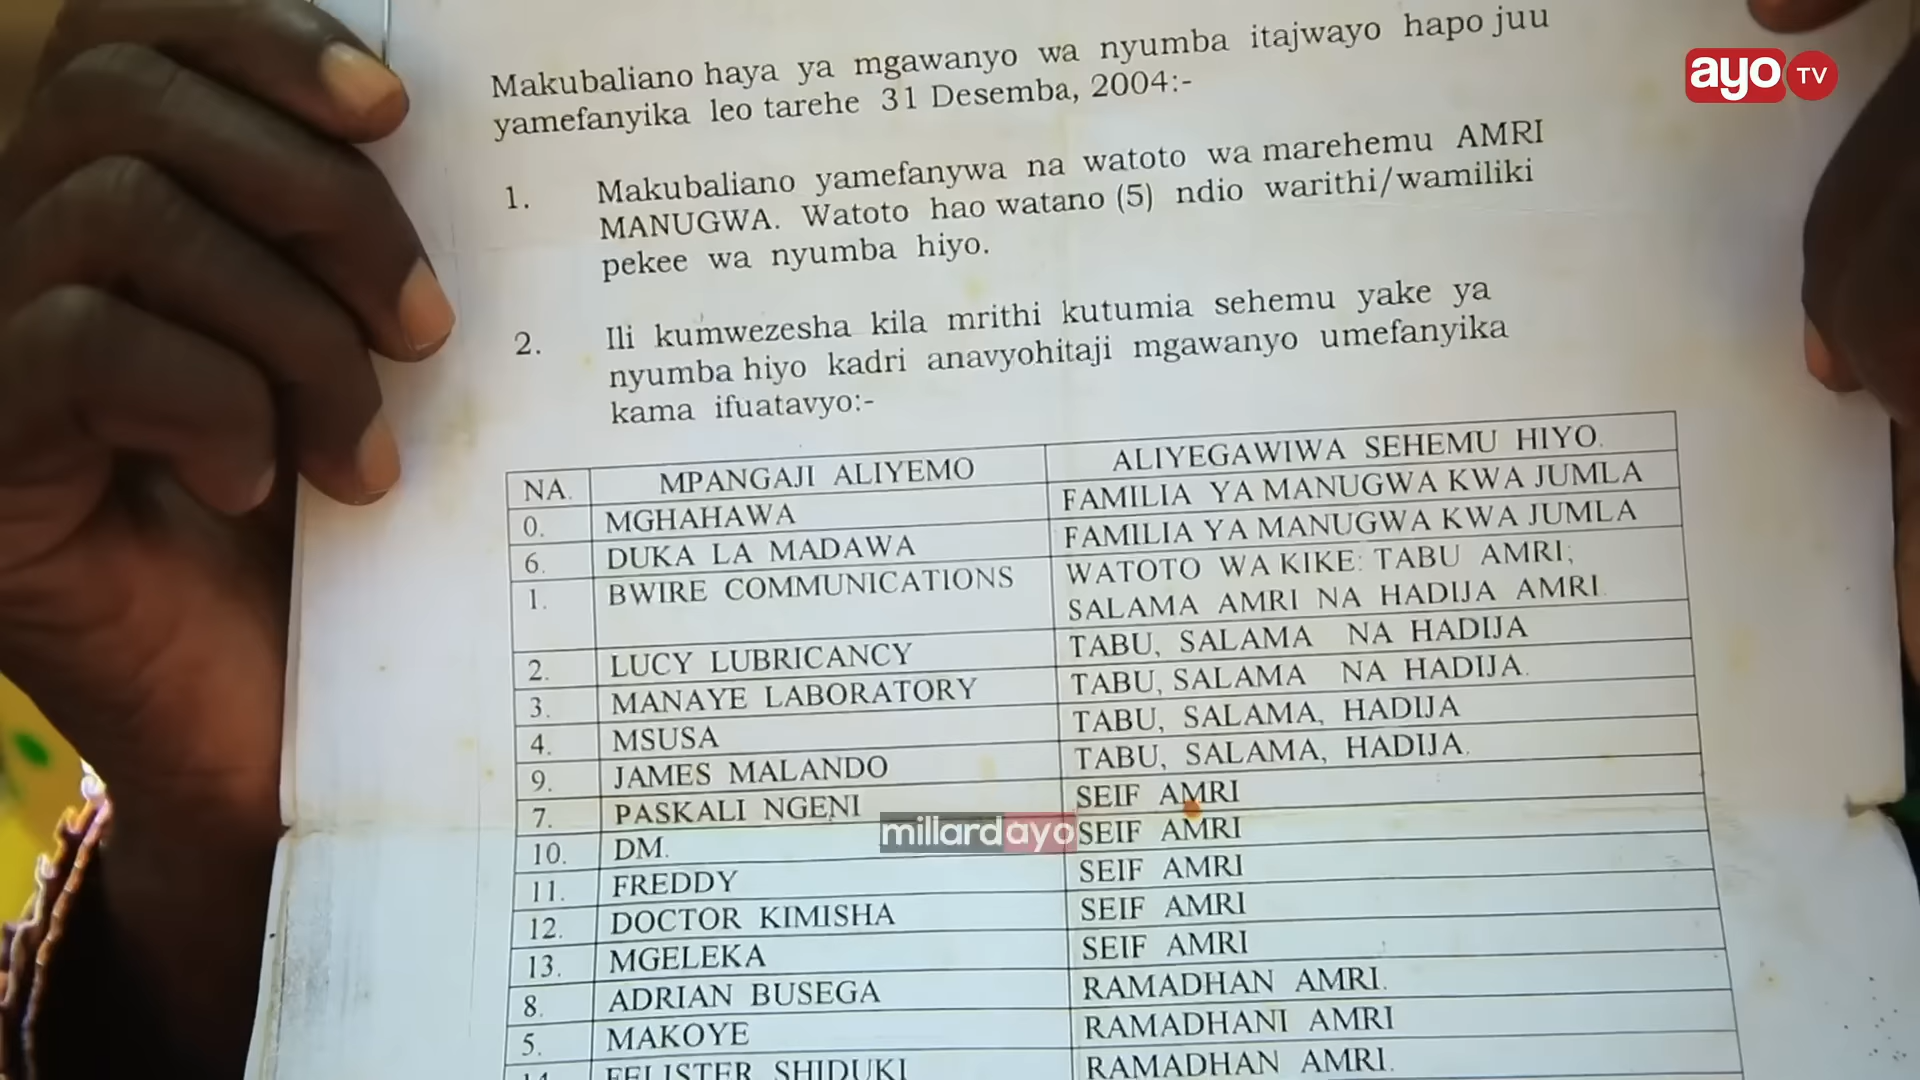 ayo TV
Makubaliano haya ya mgawanyo wa nyumba itajwayo hapo juu
yamefanyika leo tarehe 31 Desemba, 2004:-
1. Makubaliano yamefanywa na watoto wa marehemu AMRI
MANUGWA. Watoto hao watano (5) ndio warithi/wamiliki
pekee wa nyumba hiyo.
2. Ili kumwezesha kila mrithi kutumia sehemu yake ya
nyumba hiyo kadri anavyohitaji mgawanyo umefanyika
kama ifuatavyo:-
NA. MPANGAJI ALIYEMO ALIYEGAWIWA SEHEMU HIYO.
0. MGHAHAWA FAMILIA YA MANUGWA KWA JUMLA
6. DUKA LA MADAWA FAMILIA YA MANUGWA KWA JUMLA
1. BWIRE COMMUNICATIONS WATOTO WA KIKE: TABU AMRI;
SALAMA AMRI NA HADIJA AMRI.
2. LUCY LUBRICANCY TABU, SALAMA NA HADIJA
3. MANAYE LABORATORY TABU, SALAMA NA HADIJA.
4. MSUSA TABU, SALAMA, HADIJA
9. JAMES MALANDO TABU, SALAMA, HADIJA.
7. PASKALI NGENI SEIF AMRI
10. DM. SEIF AMRI
11. FREDDY SEIF AMRI
12. DOCTOR KIMISHA SEIF AMRI
13. MGELEKA SEIF AMRI
8. ADRIAN BUSEGA RAMADHAN AMRI.
5. MAKOYE RAMADHANI AMRI
14. FELISTER SHIDUKI RAMADHAN AMRI.
millardayo